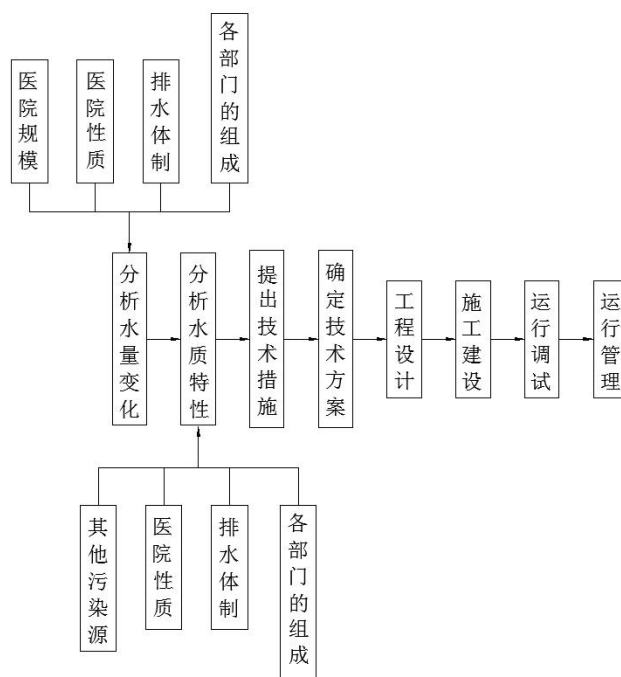 医院规模
医院性质
排水体制
各部门的组成
分析水量变化
分析水质特性
提出技术措施
确定技术方案
工程设计
施工建设
运行调试
运行管理
其他污染源
医院性质
排水体制
各部门的组成